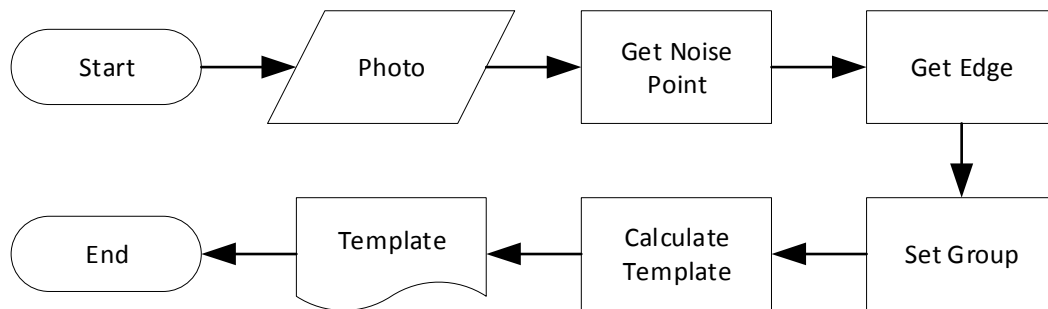 Start
Photo
Get Noise
Point
Get Edge
Set Group
Calculate
Template
Template
End